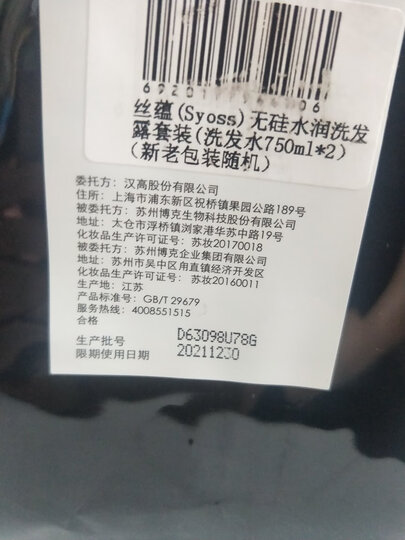 丝蕴(Syoss)无硅水润洗发
露套装(洗发水750ml*2)
(新老包装随机)
委托方：汉高股份有限公司
住所：上海市浦东新区祝桥镇果园公路189号
被委托方：苏州博克生物科技股份有限公司
地址：太仓市浮桥镇浏家港华苏中路19号
化妆品生产许可证号：苏妆20170018
被委托方：苏州博克企业集团有限公司
地址：苏州市吴中区甪直镇经济开发区
化妆品生产许可证号：苏妆20160011
生产地：江苏
产品标准号：GB/T 29679
服务热线：4008551515
合格
生产批号 D63098U78G
限期使用日期 20211230